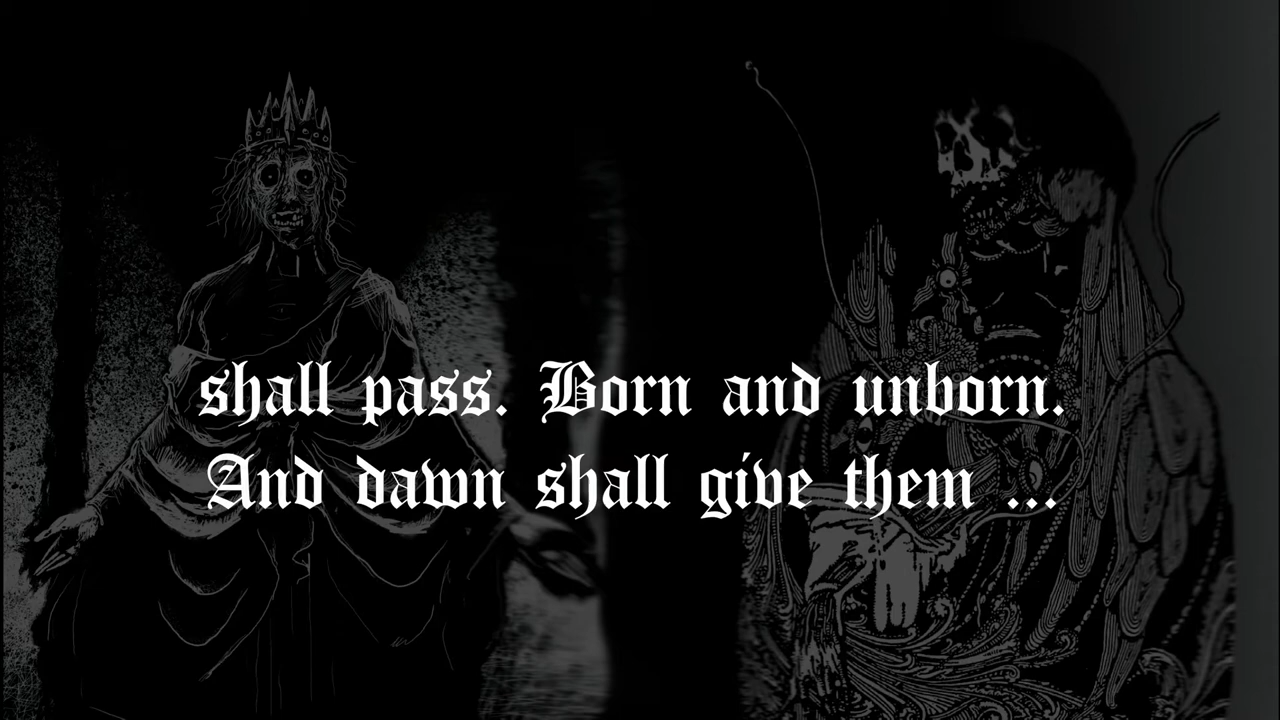 shall pass. Born and unborn.
And dawn shall give them ...